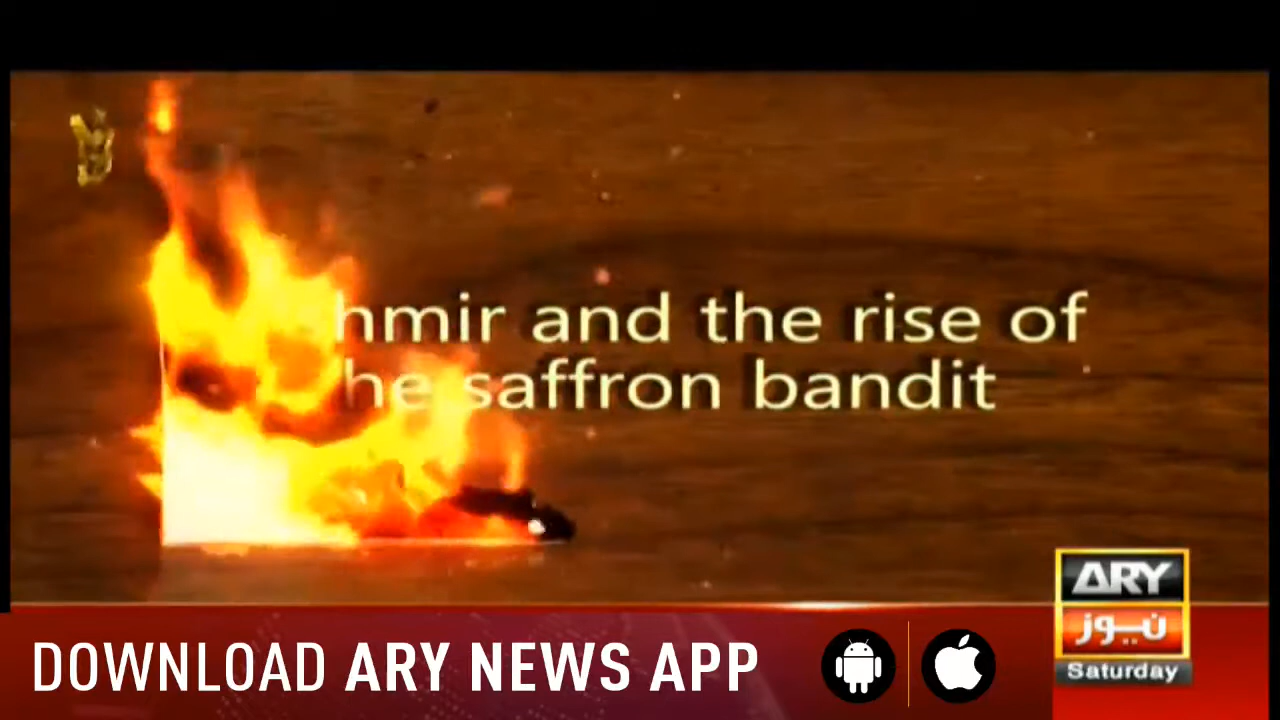 hmir and the rise of
he saffron bandit
ARY
نیوز
Saturday
DOWNLOAD ARY NEWS APP